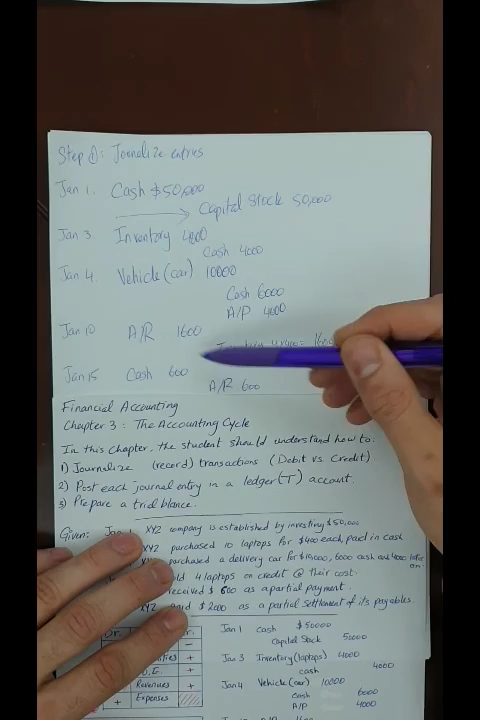 Step ①: Jornalize entries
Jan 1. Cash $50,000
Capital Stock 50,000
Jan 3 Inventory 4000
Cash 4000
Jan 4 Vehicle (car) 10000
Cash 6000
A/P 4000
Jan 10 A/R 1600
Jan 15 Cash 600
A/R 600
Financial Accounting
Chapter 3 : The Accounting Cycle
In this Chapter, the student should understand how to:
1) Journalize (record) transactions (Debit vs Credit).
2) Post each journal entry in a ledger (T) account.
3) Prepare a trial blance.
Given: XYZ company is established by investing $50,000
XYZ purchased 10 laptops for $400 each paid in cash
purchased a delivery car for $10,000, 6000 cash and 4000 later on.
4 laptops on credit @ their cost.
received $ 600 as a partial payment.
$ 2000 as a partial settlement of its payables.
Dr.
-
+
O.E. +
Revenues +
+ Expenses
Jan 1 Cash $50000
Capital Stock 50000
Jan 3 Inventory (laptops) 4000
cash 4000
Jan 4 Vehicle (car) 10000
Cash 6000
A/P 4000